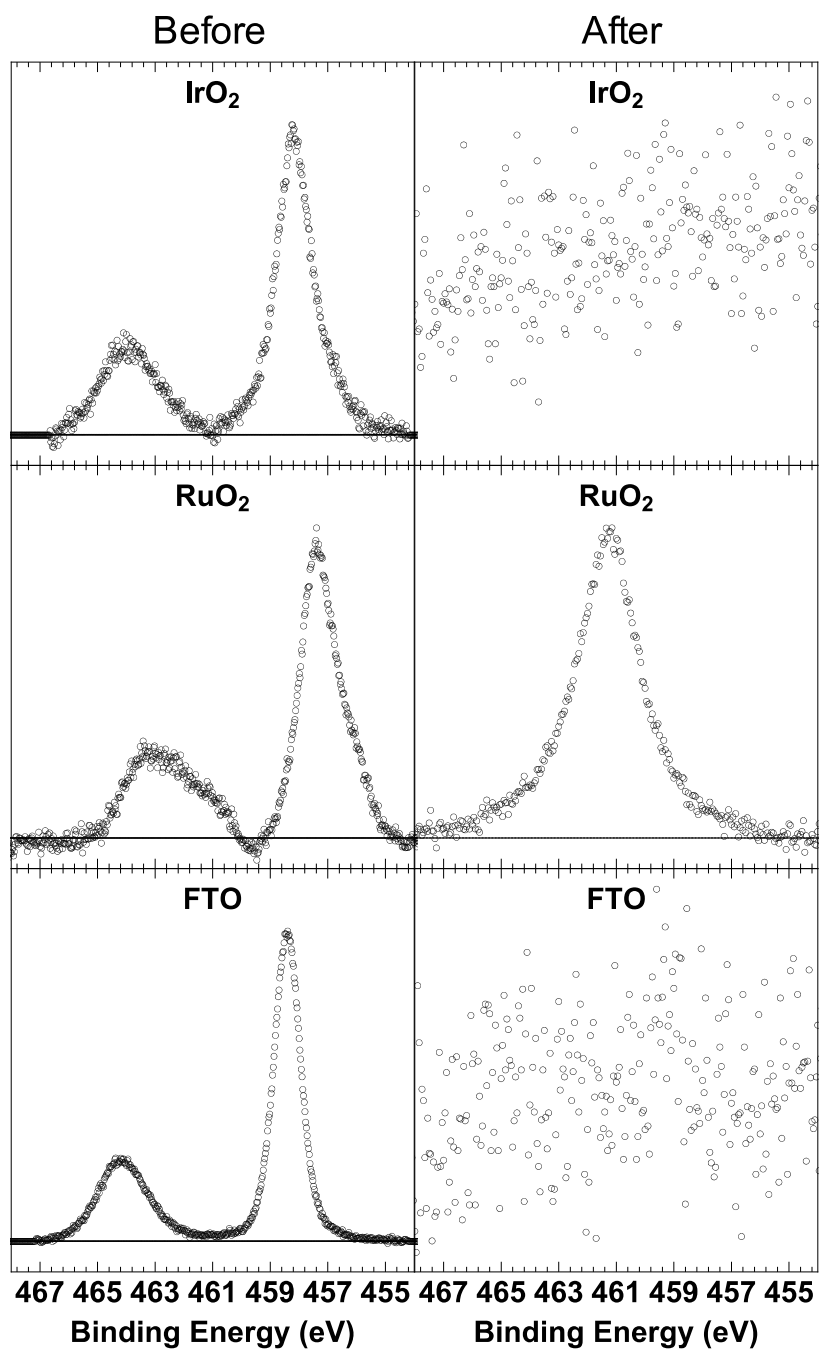 Before After
IrO₂ IrO₂
RuO₂ RuO₂
FTO FTO
467 465 463 461 459 457 455 467 465 463 461 459 457 455
Binding Energy (eV) Binding Energy (eV)